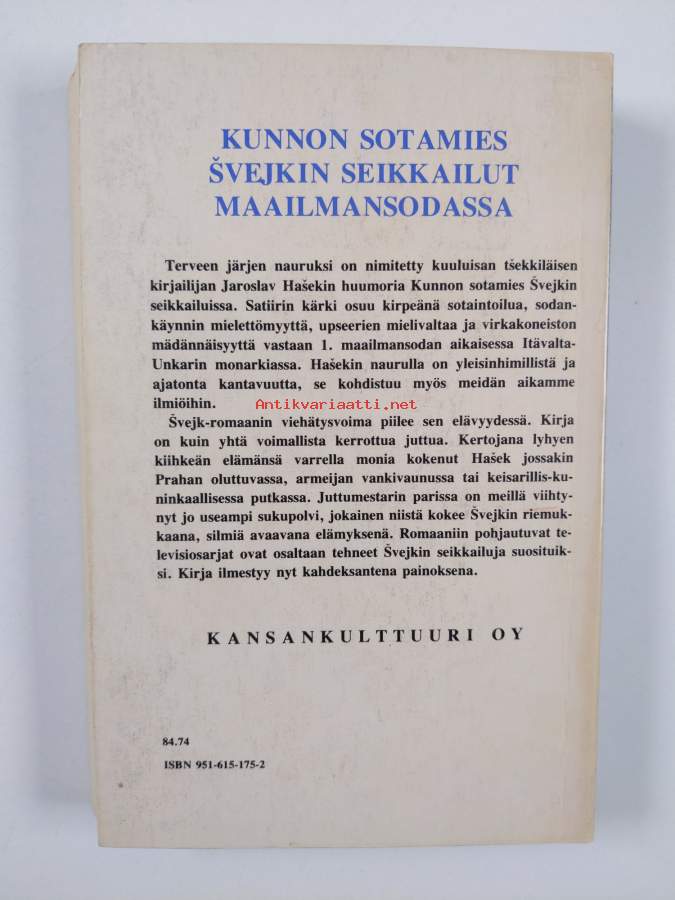 KUNNON SOTAMIES
ŠVEJKIN SEIKKAILUT
MAAILMANSODASSA
Terveen järjen nauruksi on nimitetty kuuluisan tšekkiläisen
kirjailijan Jaroslav Hašekin huumoria Kunnon sotamies Švejkin
seikkailuissa. Satiirin kärki osuu kirpeänä sotaintoilua, sodan-
käynnin mielettömyyttä, upseerien mielivaltaa ja virkakoneiston
mädännäisyyttä vastaan 1. maailmansodan aikaisessa Itävalta-
Unkarin monarkiassa. Hašekin naurulla on yleisinhimillistä ja
ajatonta kantavuutta, se kohdistuu myös meidän aikamme
ilmiöihin.
Antikvariaatti.net
Švejk-romaanin viehätysvoima piilee sen elävyydessä. Kirja
on kuin yhtä voimallista kerrottua juttua. Kertojana lyhyen
kiihkeän elämänsä varrella monia kokenut Hašek jossakin
Prahan oluttuvassa, armeijan vankivaunussa tai keisarillis-ku-
ninkaallisessa putkassa. Juttumestarin parissa on meillä viihty-
nyt jo useampi sukupolvi, jokainen niistä kokee Švejkin riemuk-
kaana, silmiä avaavana elämyksenä. Romaaniin pohjautuvat te-
levisiosarjat ovat osaltaan tehneet Švejkin seikkailuja suosituik-
si. Kirja ilmestyy nyt kahdeksantena painoksena.
KANSANKULTTUURI OY
84.74
ISBN 951-615-175-2